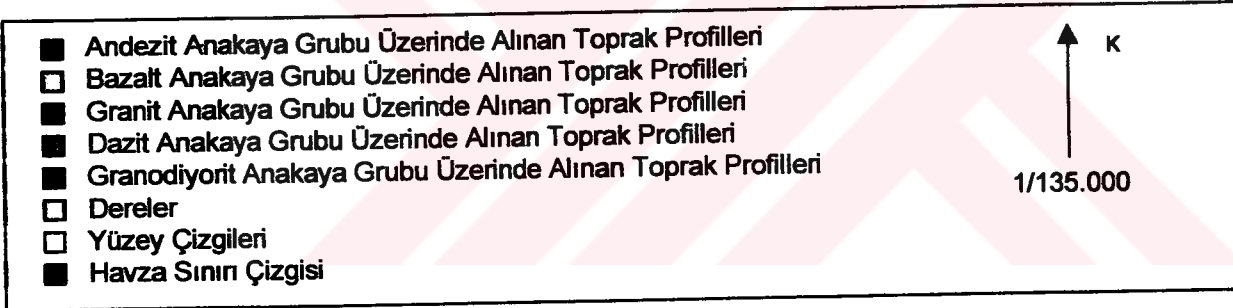 Andezit Anakaya Grubu Üzerinde Alınan Toprak Profilleri
Bazalt Anakaya Grubu Üzerinde Alınan Toprak Profilleri
Granit Anakaya Grubu Üzerinde Alınan Toprak Profilleri
Dazit Anakaya Grubu Üzerinde Alınan Toprak Profilleri
Granodiyorit Anakaya Grubu Üzerinde Alınan Toprak Profilleri
Dereler
Yüzey Çizgileri
Havza Sınırı Çizgisi
K
1/135.000